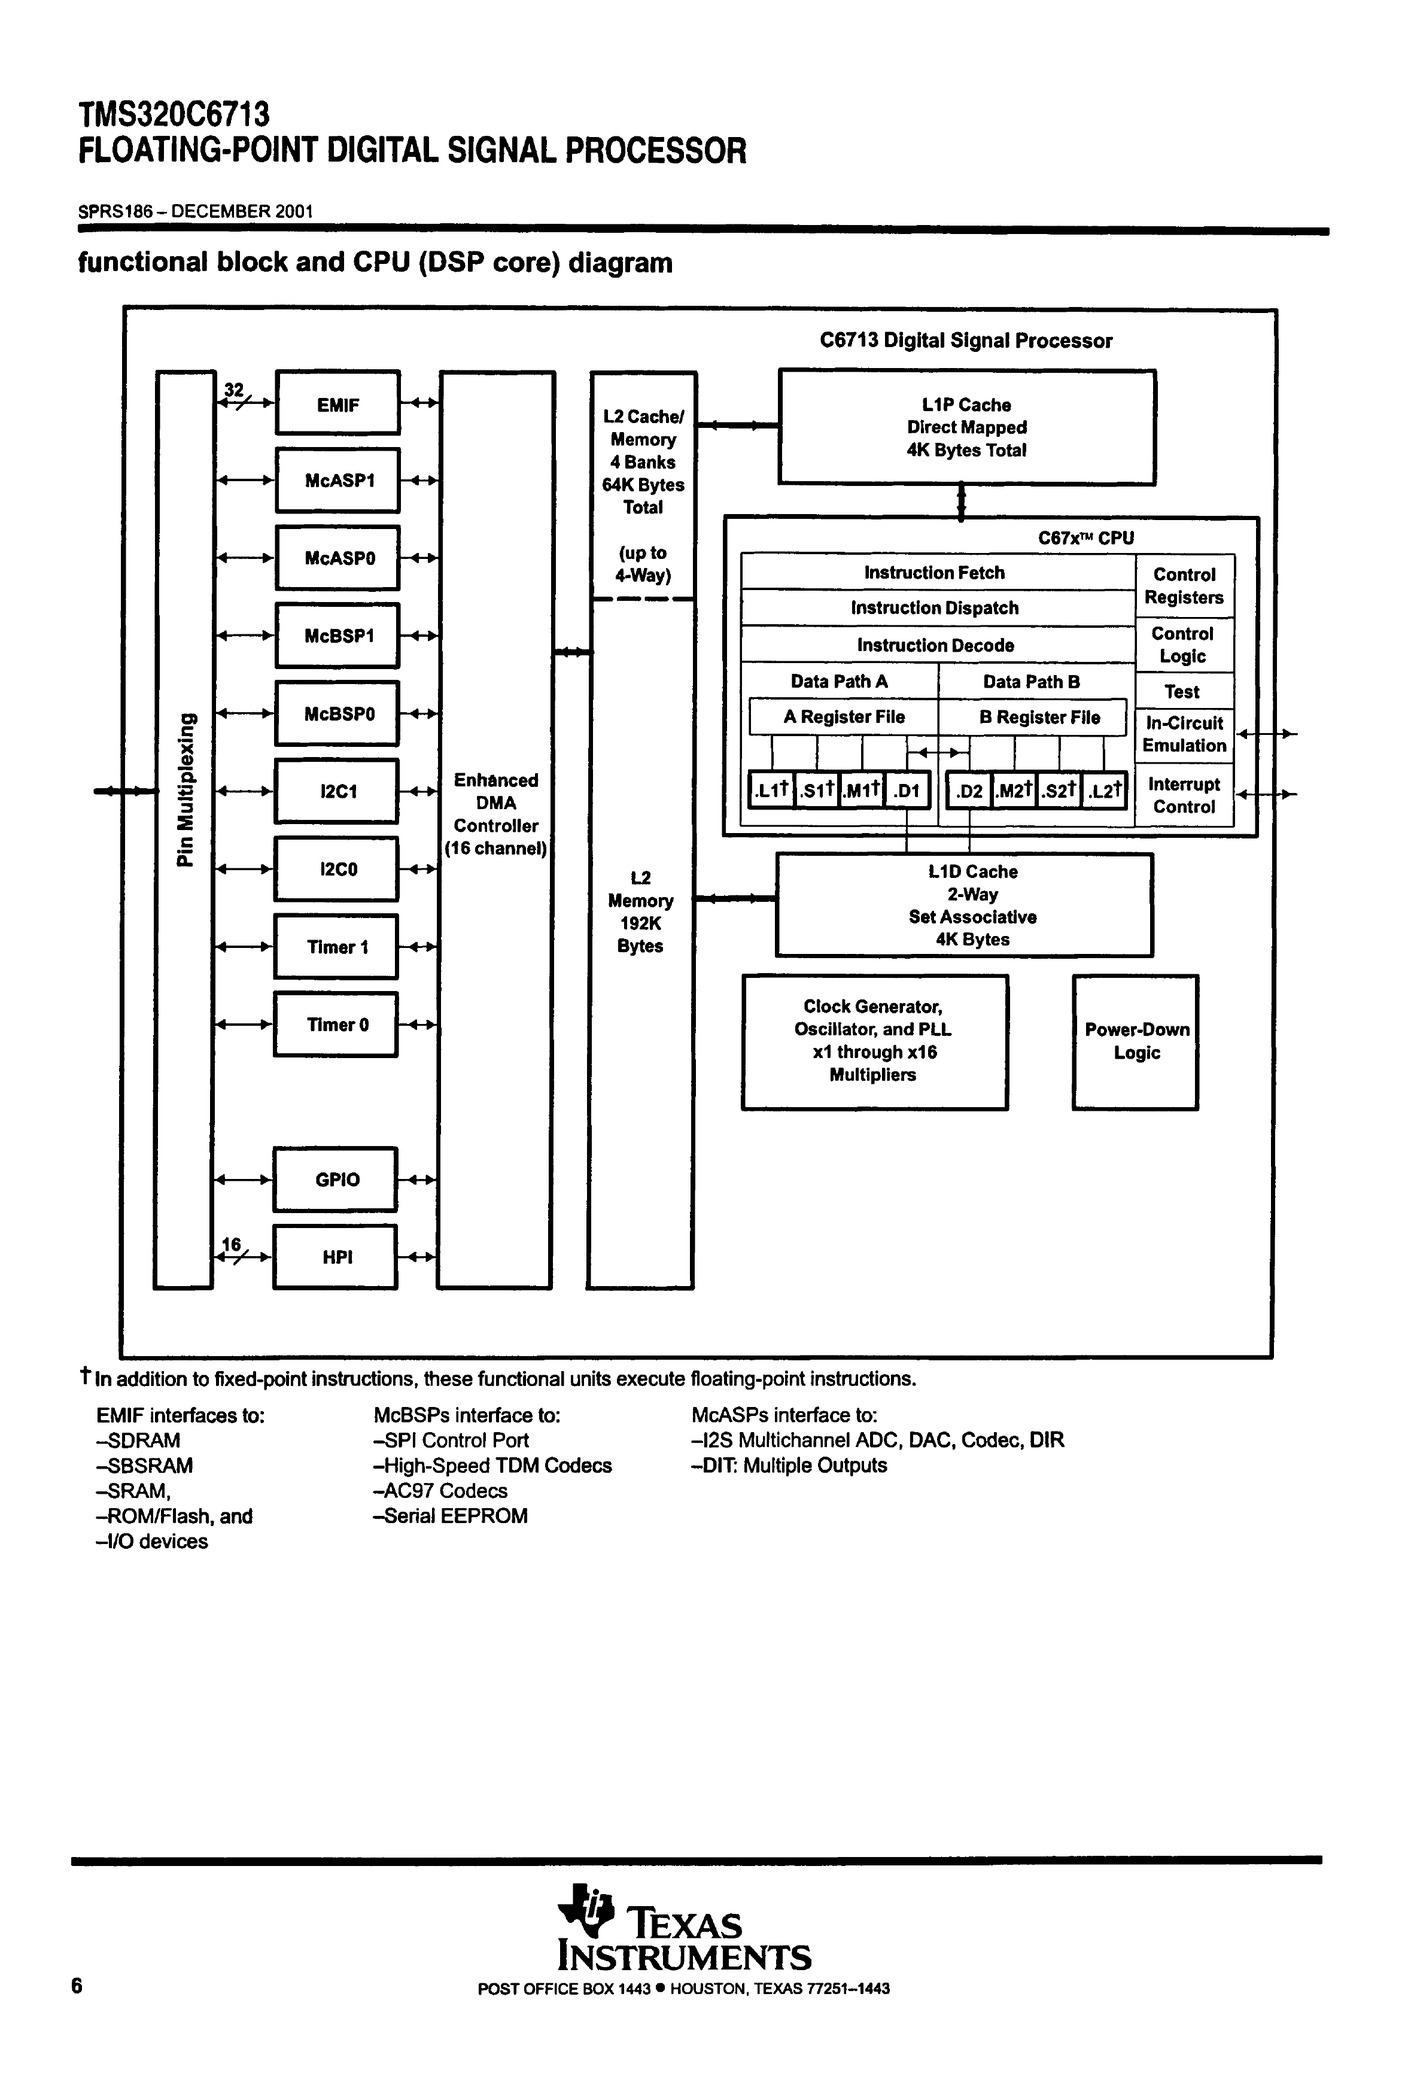 TMS320C6713
FLOATING-POINT DIGITAL SIGNAL PROCESSOR
SPRS186 – DECEMBER 2001
functional block and CPU (DSP core) diagram
C6713 Digital Signal Processor
Pin Multiplexing
32
EMIF
McASP1
McASP0
McBSP1
McBSP0
I2C1
I2C0
Timer 1
Timer 0
GPIO
16
HPI
Enhanced
DMA
Controller
(16 channel)
L2 Cache/
Memory
4 Banks
64K Bytes
Total
(up to
4-Way)
L2
Memory
192K
Bytes
L1P Cache
Direct Mapped
4K Bytes Total
C67x™ CPU
Instruction Fetch
Instruction Dispatch
Instruction Decode
Data Path A
Data Path B
A Register File
B Register File
.L1† .S1† .M1† .D1
.D2 .M2† .S2† .L2†
Control
Registers
Control
Logic
Test
In-Circuit
Emulation
Interrupt
Control
L1D Cache
2-Way
Set Associative
4K Bytes
Clock Generator,
Oscillator, and PLL
x1 through x16
Multipliers
Power-Down
Logic
† In addition to fixed-point instructions, these functional units execute floating-point instructions.
EMIF interfaces to:
–SDRAM
–SBSRAM
–SRAM,
–ROM/Flash, and
–I/O devices
McBSPs interface to:
–SPI Control Port
–High-Speed TDM Codecs
–AC97 Codecs
–Serial EEPROM
McASPs interface to:
–I2S Multichannel ADC, DAC, Codec, DIR
–DIT: Multiple Outputs
TEXAS
INSTRUMENTS
6
POST OFFICE BOX 1443 • HOUSTON, TEXAS 77251–1443